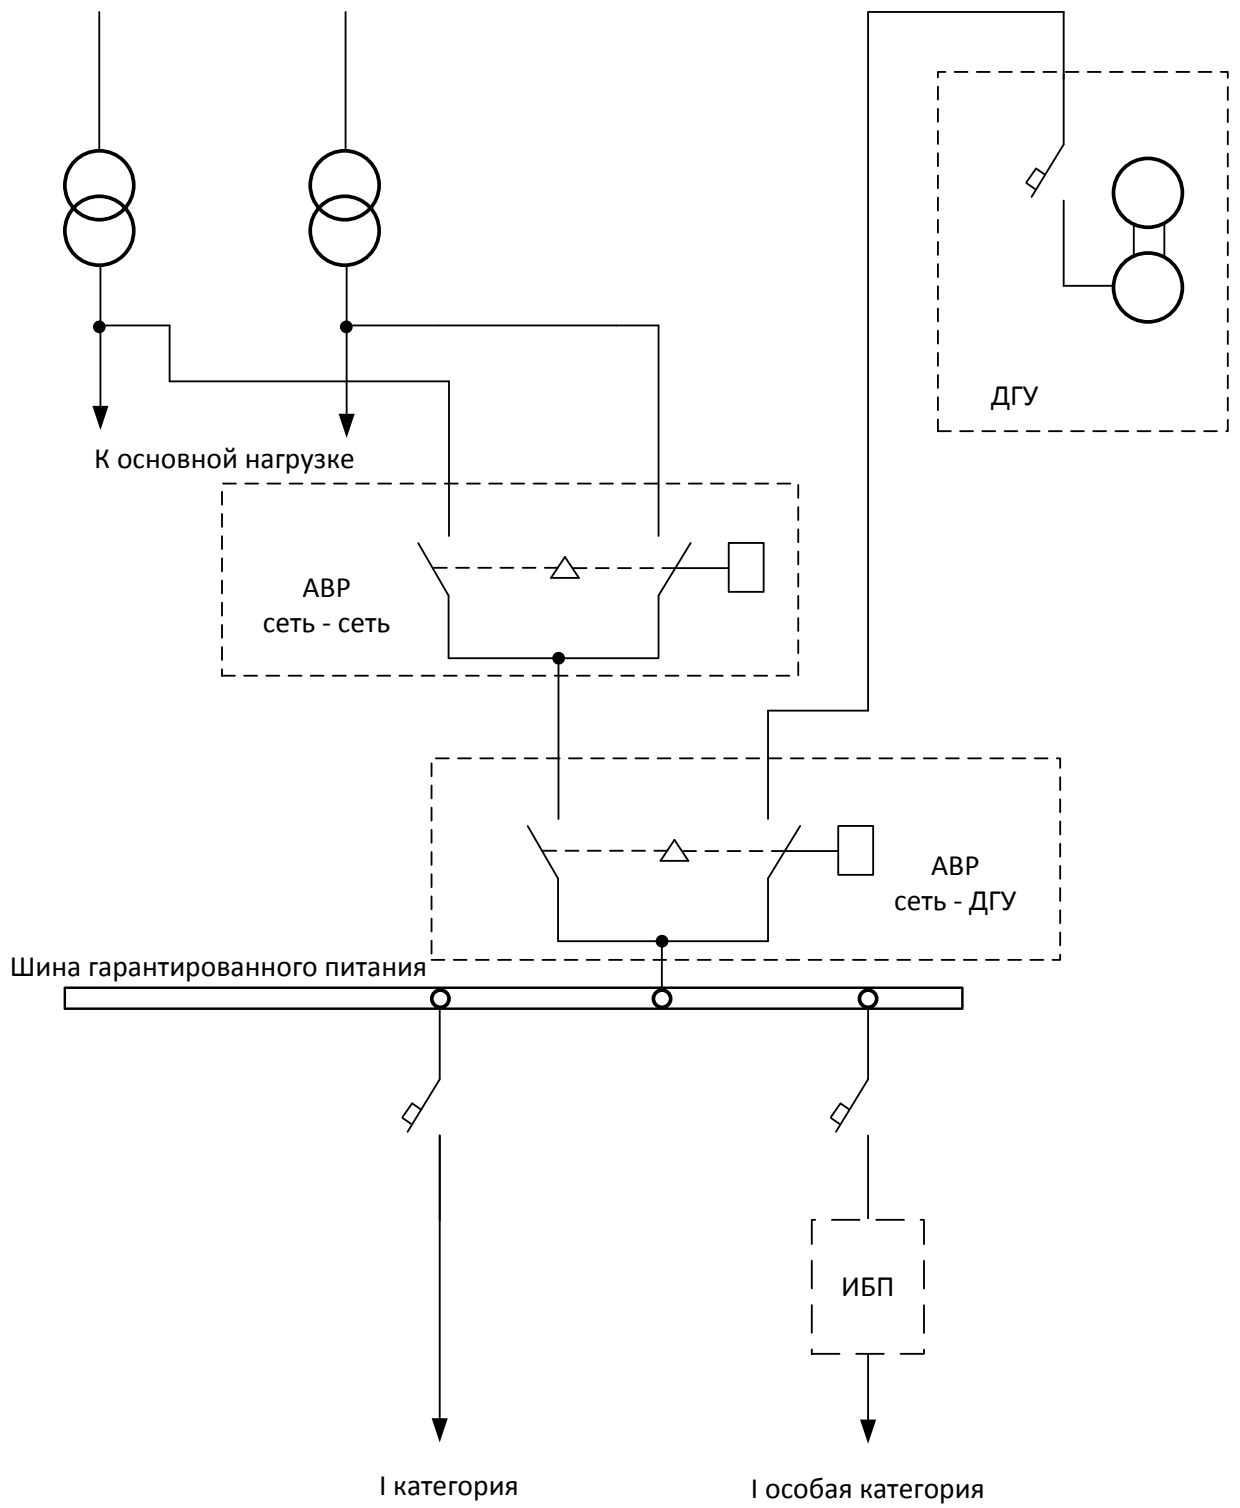 ДГУ
К основной нагрузке
АВР
сеть - сеть
АВР
сеть - ДГУ
Шина гарантированного питания
ИБП
I категория
I особая категория